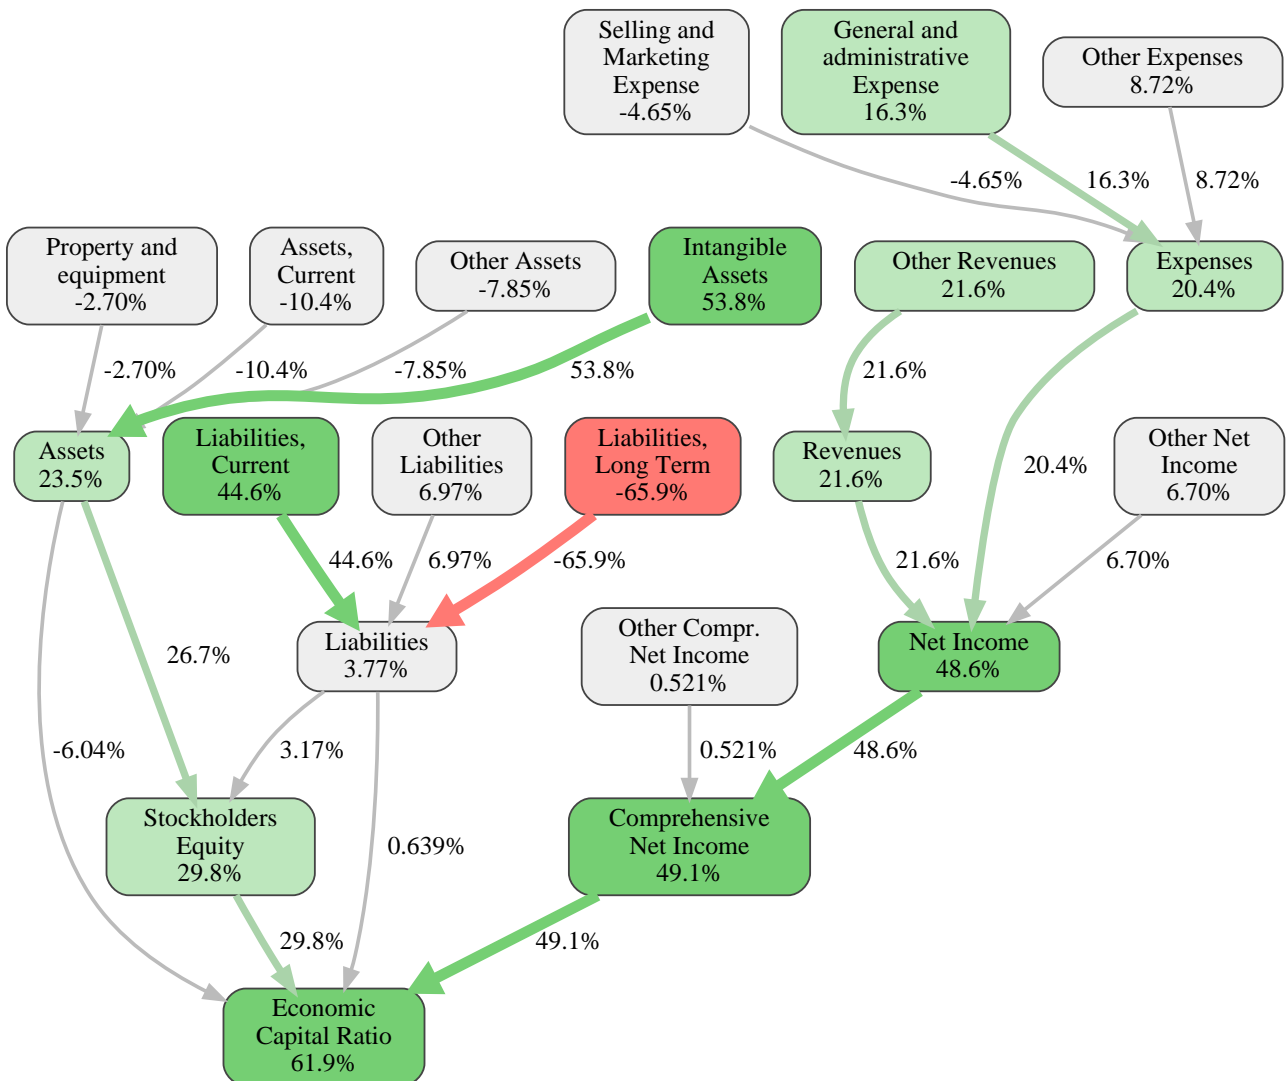 Selling and
Marketing
Expense
-4.65%
General and
administrative
Expense
16.3%
Other Expenses
8.72%
-4.65%
16.3%
8.72%
Property and
equipment
-2.70%
Assets,
Current
-10.4%
Other Assets
-7.85%
Intangible
Assets
53.8%
Other Revenues
21.6%
Expenses
20.4%
-2.70%
-10.4%
-7.85%
53.8%
21.6%
Assets
23.5%
Liabilities,
Current
44.6%
Other
Liabilities
6.97%
Liabilities,
Long Term
-65.9%
Revenues
21.6%
20.4%
Other Net
Income
6.70%
44.6%
6.97%
-65.9%
21.6%
6.70%
26.7%
Liabilities
3.77%
Other Compr.
Net Income
0.521%
Net Income
48.6%
-6.04%
3.17%
0.521%
48.6%
Stockholders
Equity
29.8%
0.639%
Comprehensive
Net Income
49.1%
29.8%
49.1%
Economic
Capital Ratio
61.9%